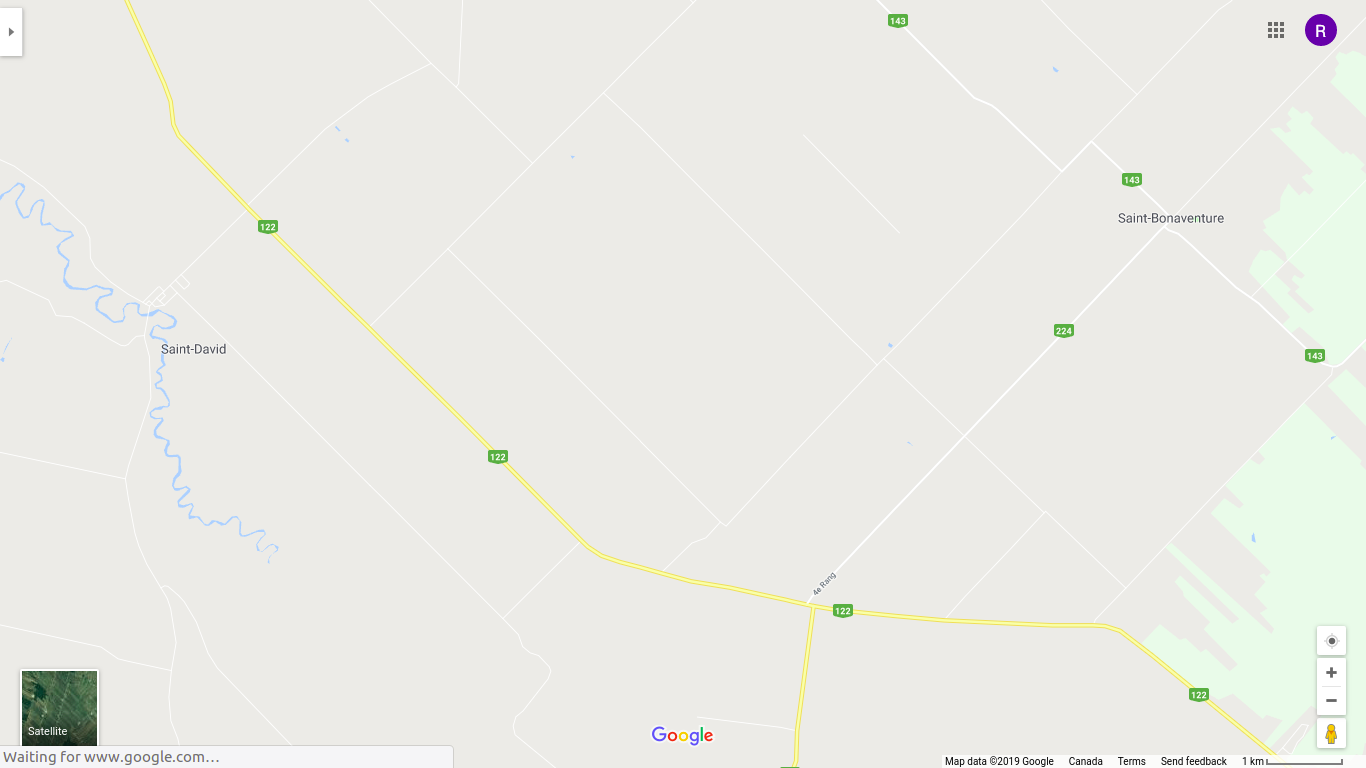 143
R
143
Saint-Bonaventure
122
224
Saint-David
143
122
4e Rang
122
122
Satellite
Google
Waiting for www.google.com…
Map data ©2019 Google Canada Terms Send feedback 1 km